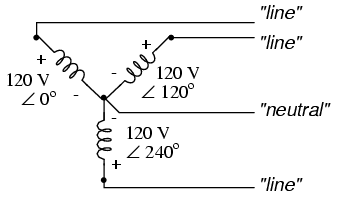 "line"
"line"
+
+
-
-
120 V
∠ 0°
120 V
∠ 120°
"neutral"
-
120 V
∠ 240°
+
"line"